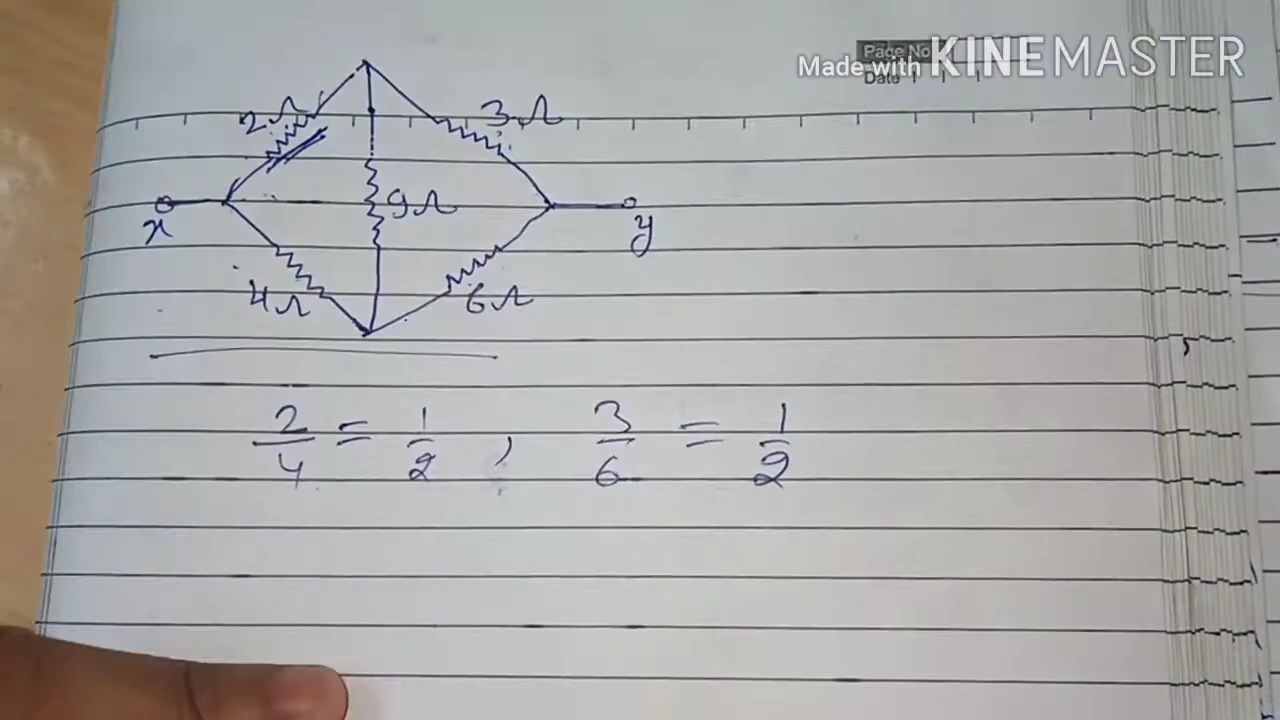 Page No
Made with KINEMASTER
Date
2Ω 3Ω
9Ω
x y
4Ω 6Ω
2/4 = 1/2 , 3/6 = 1/2